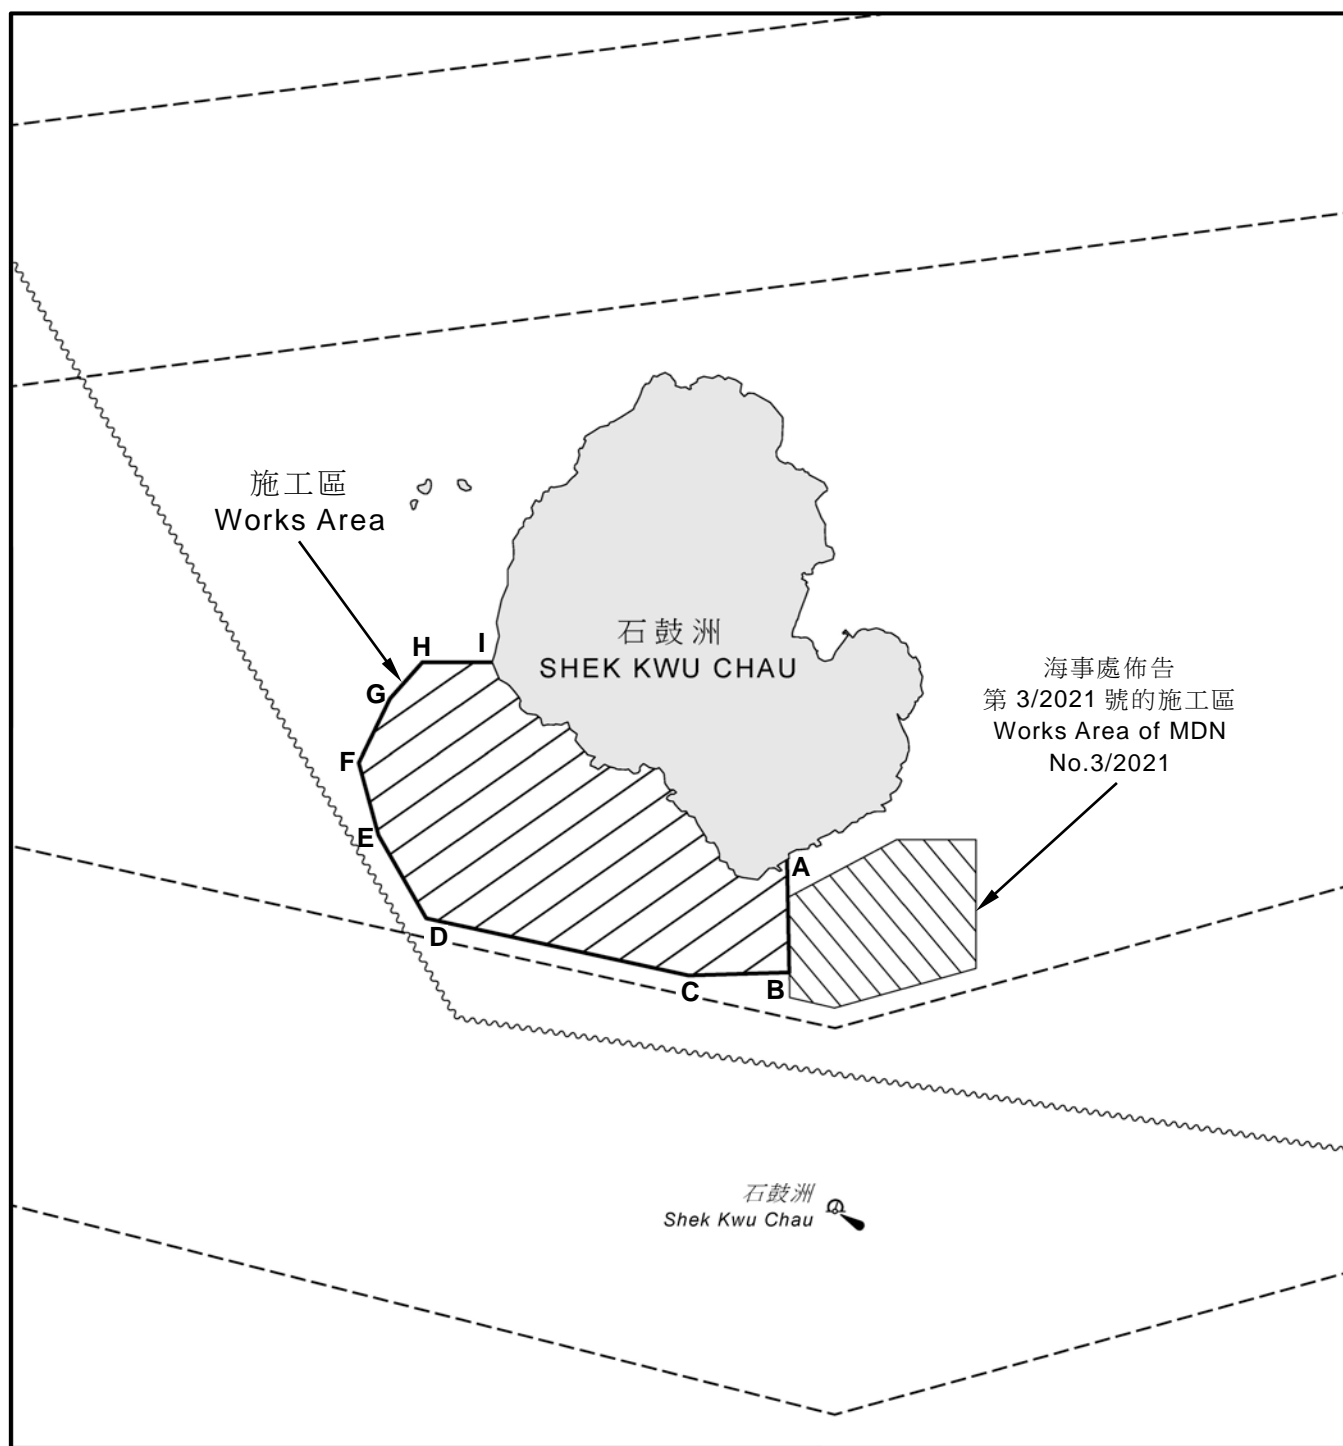 施工區
Works Area
石鼓洲
SHEK KWU CHAU
H
I
G
F
E
D
C
B
A
海事處佈告
第 3/2021 號的施工區
Works Area of MDN
No.3/2021
石鼓洲
Shek Kwu Chau